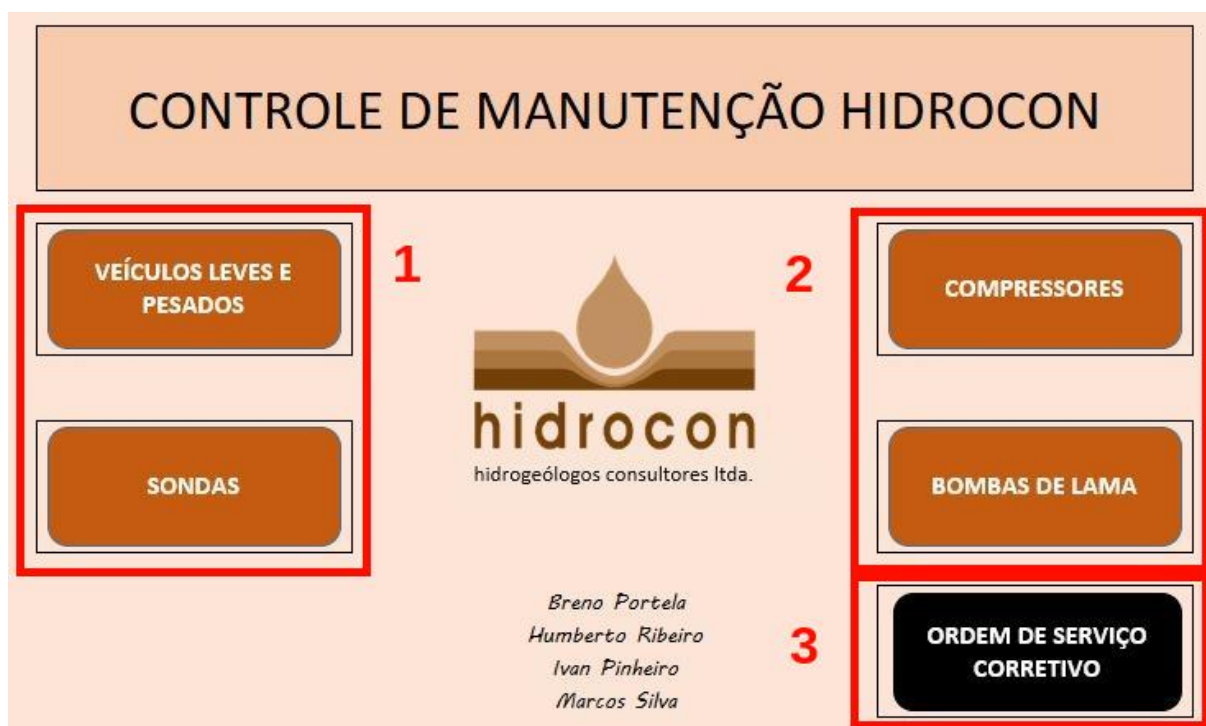 CONTROLE DE MANUTENÇÃO HIDROCON
VEÍCULOS LEVES E
PESADOS
1
SONDAS
hidrocon
hidrogeólogos consultores ltda.
2
COMPRESSORES
BOMBAS DE LAMA
Breno Portela
Humberto Ribeiro
Ivan Pinheiro
Marcos Silva
3
ORDEM DE SERVIÇO
CORRETIVO